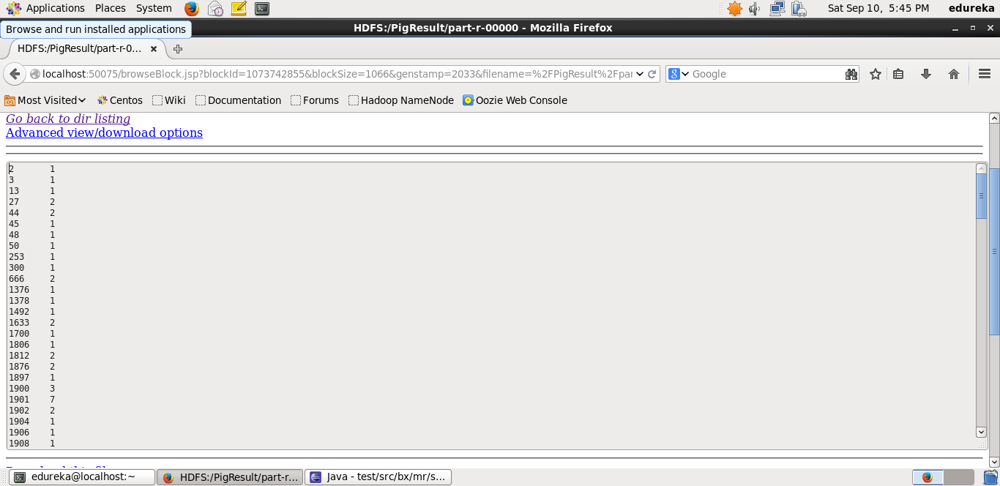 Applications Places System Sat Sep 10, 5:45 PM edureka
Browse and run installed applications
HDFS:/PigResult/part-r-00000 - Mozilla Firefox
HDFS:/PigResult/part-r-0...
localhost:50075/browseBlock.jsp?blockId=1073742855&blockSize=1066&genstamp=2033&filename=%2FPigResult%2Fpar Google
Most Visited Centos Wiki Documentation Forums Hadoop NameNode Oozie Web Console
Go back to dir listing
Advanced view/download options
2 1
3 1
13 1
27 2
44 2
45 1
48 1
50 1
253 1
300 1
666 2
1376 1
1378 1
1492 1
1633 2
1700 1
1806 1
1812 2
1876 2
1897 1
1900 3
1901 7
1902 2
1904 1
1906 1
1908 1
edureka@localhost:~ HDFS:/PigResult/part-r... Java - test/src/bx/mr/s...